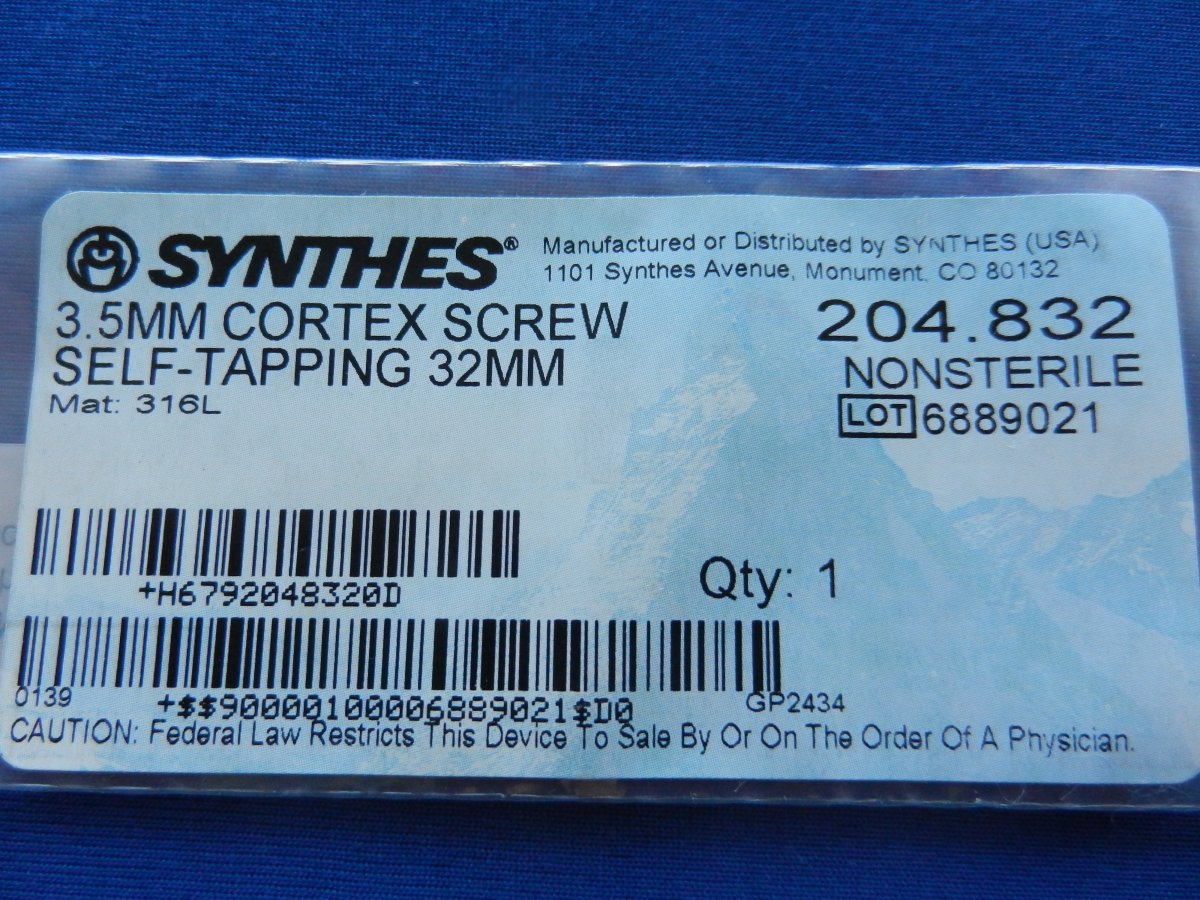 SYNTHES® Manufactured or Distributed by SYNTHES (USA)
1101 Synthes Avenue, Monument, CO 80132
3.5MM CORTEX SCREW 204.832
SELF-TAPPING 32MM NONSTERILE
Mat: 316L LOT 6889021
+H6792048320D Qty: 1
0139 +$$90000100006889021$D0 GP2434
CAUTION: Federal Law Restricts This Device To Sale By Or On The Order Of A Physician.